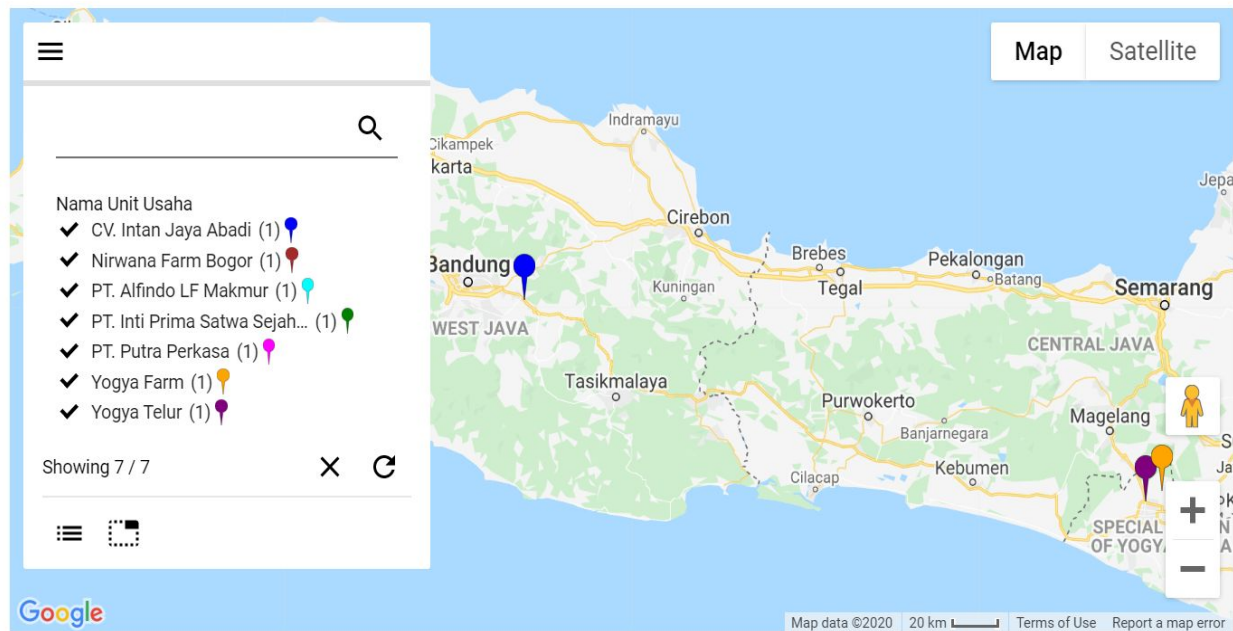 Map Satellite
Indramayu
Cikampek
karta
Jepa
Nama Unit Usaha
CV. Intan Jaya Abadi (1)
Nirwana Farm Bogor (1)
PT. Alfindo LF Makmur (1)
PT. Inti Prima Satwa Sejah... (1)
PT. Putra Perkasa (1)
Yogya Farm (1)
Yogya Telur (1)
Showing 7 / 7
Cirebon
Bandung
Brebes
Pekalongan
Batang
Kuningan
Tegal
Semarang
WEST JAVA
CENTRAL JAVA
Tasikmalaya
Purwokerto
Magelang
Banjarnegara
Kebumen
Cilacap
Ja
SPECIAL
OF YOGYA
Google
Map data ©2020 20 km Terms of Use Report a map error